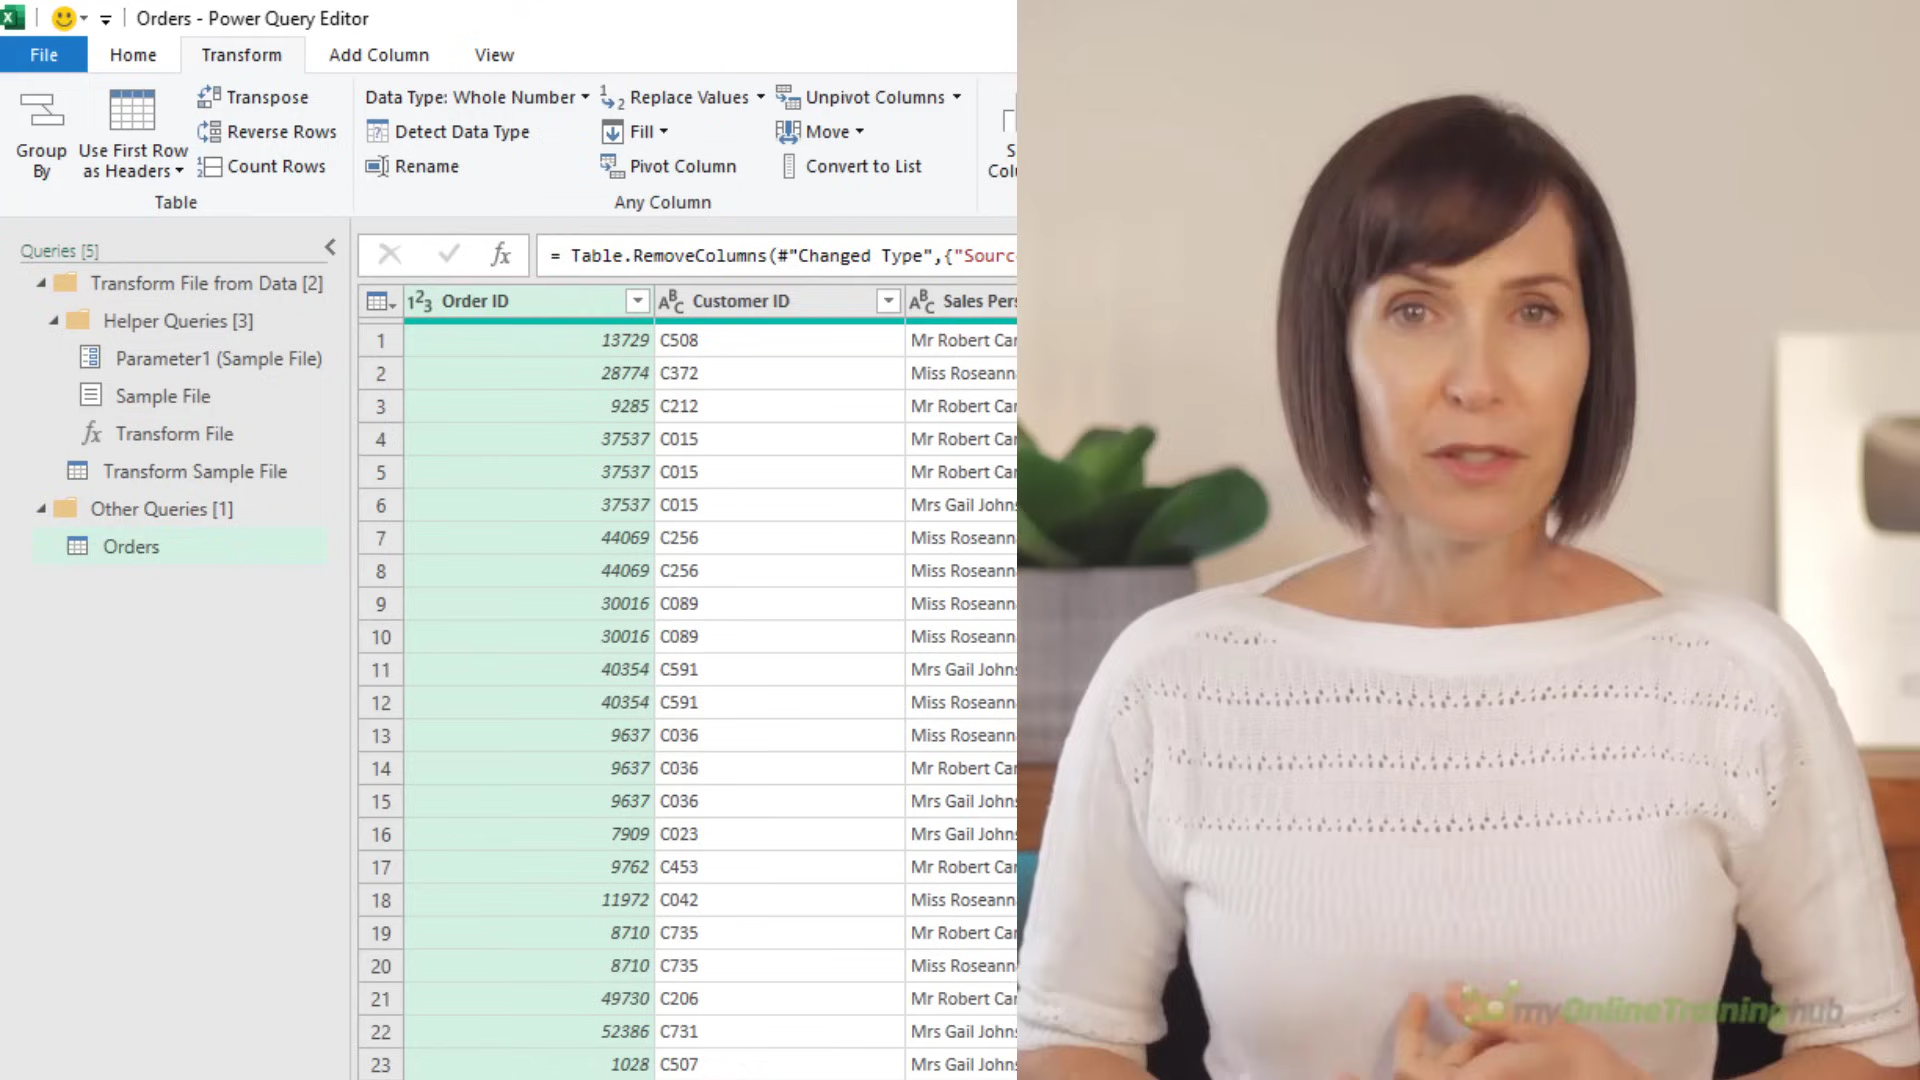 Orders - Power Query Editor
File Home Transform Add Column View
Group By
Use First Row as Headers
Transpose
Reverse Rows
Count Rows
Table
Data Type: Whole Number
Detect Data Type
Rename
Replace Values
Fill
Pivot Column
Unpivot Columns
Move
Convert to List
Any Column
Queries [5]
Transform File from Data [2]
Helper Queries [3]
Parameter1 (Sample File)
Sample File
fx Transform File
Transform Sample File
Other Queries [1]
Orders
fx = Table.RemoveColumns(#"Changed Type",{"Sourc
123 Order ID ABC Customer ID ABC Sales Per
1 13729 C508 Mr Robert Car
2 28774 C372 Miss Roseann
3 9285 C212 Mr Robert Car
4 37537 C015 Mr Robert Car
5 37537 C015 Mr Robert Car
6 37537 C015 Mrs Gail Johns
7 44069 C256 Miss Roseann
8 44069 C256 Miss Roseann
9 30016 C089 Miss Roseann
10 30016 C089 Miss Roseann
11 40354 C591 Mrs Gail Johns
12 40354 C591 Miss Roseann
13 9637 C036 Miss Roseann
14 9637 C036 Mr Robert Car
15 9637 C036 Mrs Gail Johns
16 7909 C023 Mrs Gail Johns
17 9762 C453 Mr Robert Car
18 11972 C042 Miss Roseann
19 8710 C735 Mr Robert Car
20 8710 C735 Miss Roseann
21 49730 C206 Mr Robert Car
22 52386 C731 Mrs Gail Johns
23 1028 C507 Mrs Gail Johns
myOnlineTraininghub